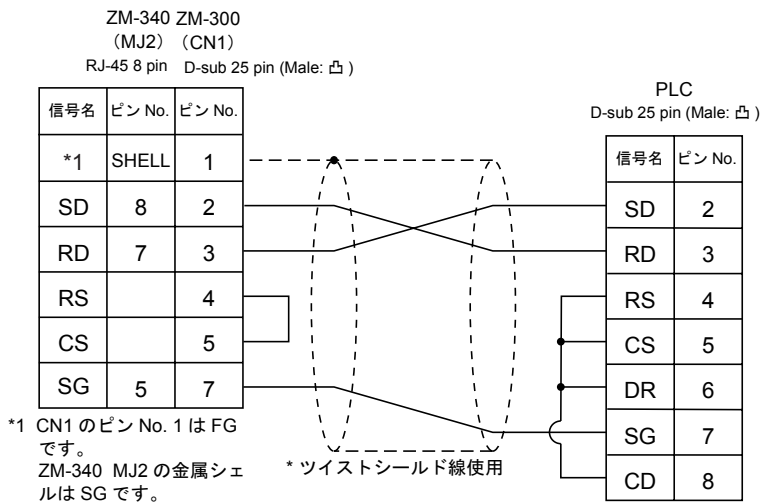 ZM-340 ZM-300
（MJ2）（CN1）
RJ-45 8 pin D-sub 25 pin (Male: 凸 )
信号名 ピン No. ピン No.
*1 SHELL 1
SD 8 2
RD 7 3
RS 4
CS 5
SG 5 7
*1 CN1 のピン No. 1 は FG
です。
ZM-340 MJ2 の金属シェ
ルは SG です。
* ツイストシールド線使用
PLC
D-sub 25 pin (Male: 凸 )
信号名 ピン No.
SD 2
RD 3
RS 4
CS 5
DR 6
SG 7
CD 8